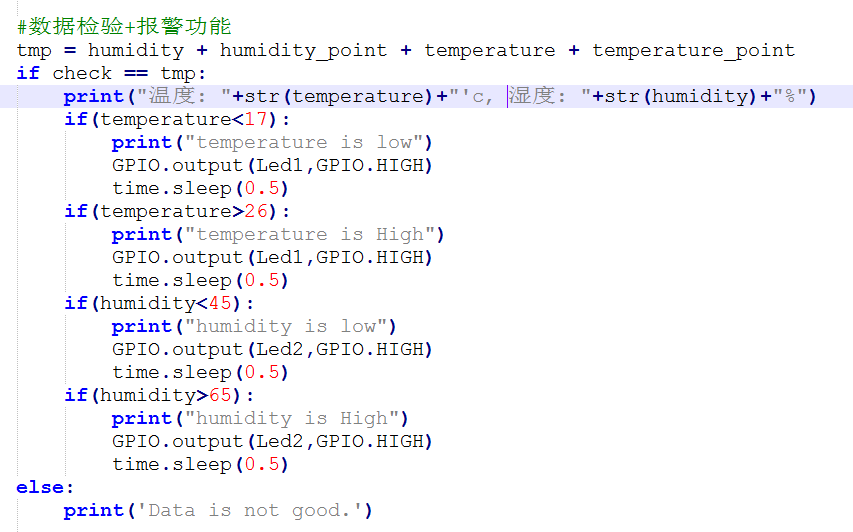 #数据检验+报警功能
tmp = humidity + humidity_point + temperature + temperature_point
if check == tmp:
    print("温度: "+str(temperature)+"'c, 湿度: "+str(humidity)+"%")
    if(temperature<17):
        print("temperature is low")
        GPIO.output(Led1,GPIO.HIGH)
        time.sleep(0.5)
    if(temperature>26):
        print("temperature is High")
        GPIO.output(Led1,GPIO.HIGH)
        time.sleep(0.5)
    if(humidity<45):
        print("humidity is low")
        GPIO.output(Led2,GPIO.HIGH)
        time.sleep(0.5)
    if(humidity>65):
        print("humidity is High")
        GPIO.output(Led2,GPIO.HIGH)
        time.sleep(0.5)
else:
    print('Data is not good.')